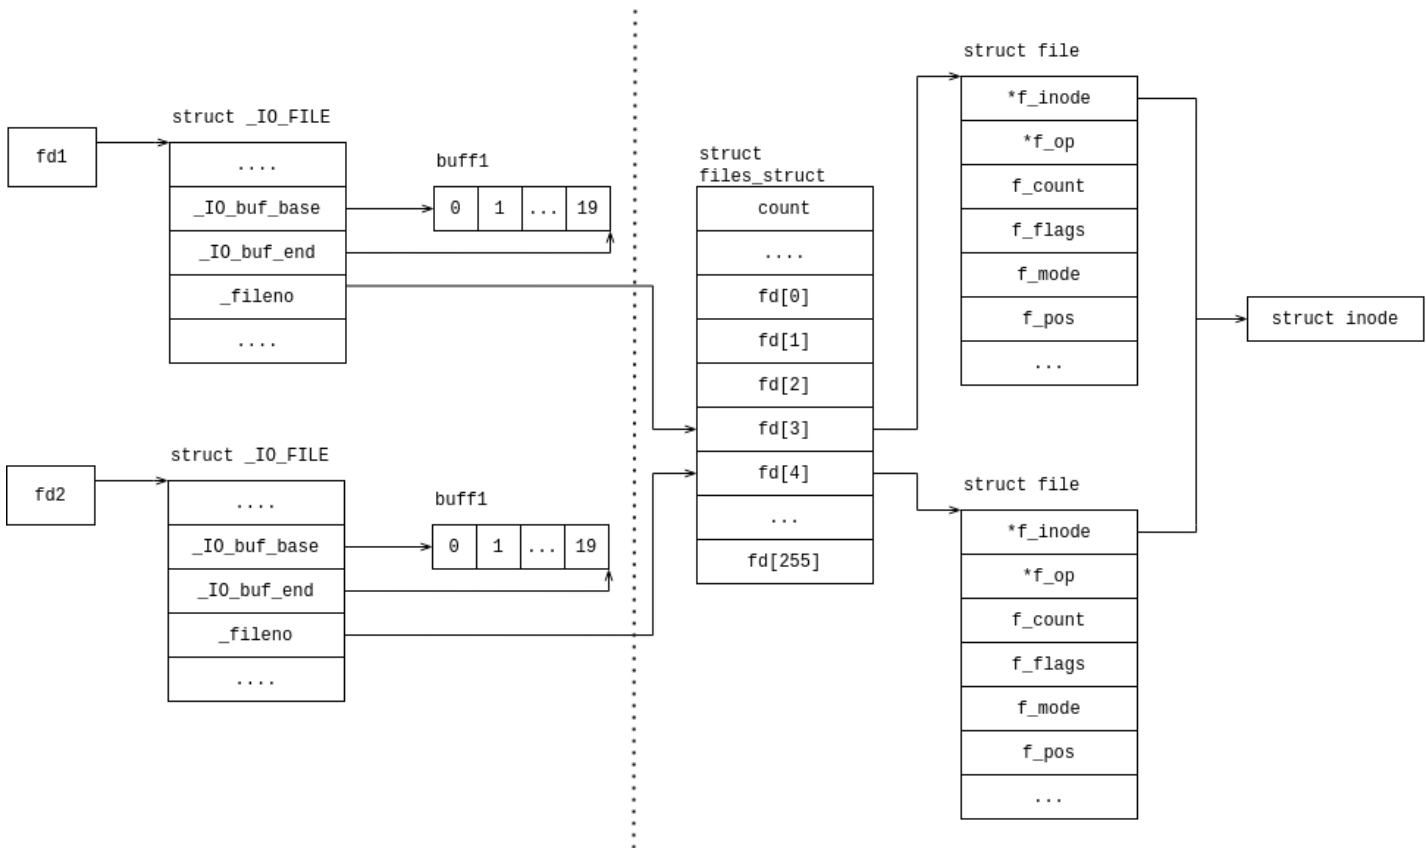 fd1
struct _IO_FILE
....
_IO_buf_base
_IO_buf_end
_fileno
....
buff1
0 1 ... 19
fd2
struct _IO_FILE
....
_IO_buf_base
_IO_buf_end
_fileno
....
buff1
0 1 ... 19
struct
files_struct
count
....
fd[0]
fd[1]
fd[2]
fd[3]
fd[4]
...
fd[255]
struct file
*f_inode
*f_op
f_count
f_flags
f_mode
f_pos
...
struct file
*f_inode
*f_op
f_count
f_flags
f_mode
f_pos
...
struct inode